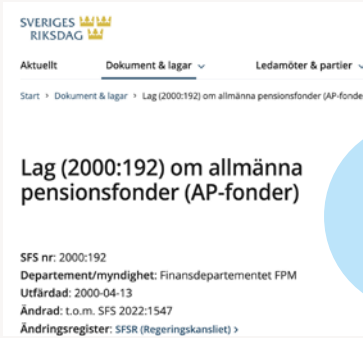 SVERIGES
RIKSDAG
Aktuellt Dokument & lagar Ledamöter & partier
Start Dokument & lagar Lag (2000:192) om allmänna pensionsfonder (AP-fonde
Lag (2000:192) om allmänna
pensionsfonder (AP-fonder)
SFS nr: 2000:192
Departement/myndighet: Finansdepartementet FPM
Utfärdad: 2000-04-13
Ändrad: t.o.m. SFS 2022:1547
Ändringsregister: SFSR (Regeringskansliet) >